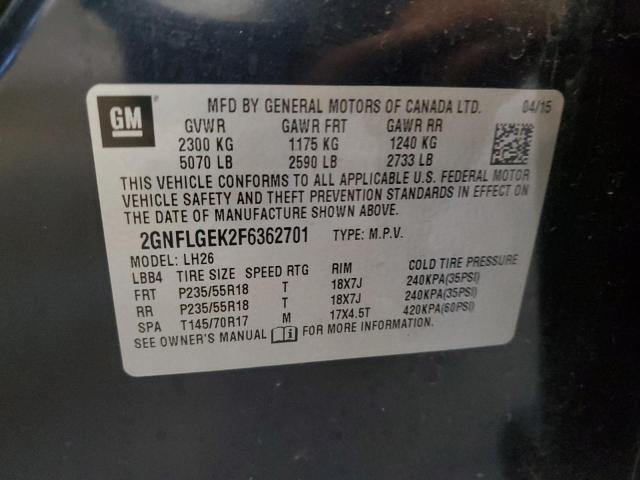 GM
MFD BY GENERAL MOTORS OF CANADA LTD. 04/15
GVWR GAWR FRT GAWR RR
2300 KG 1175 KG 1240 KG
5070 LB 2590 LB 2733 LB
THIS VEHICLE CONFORMS TO ALL APPLICABLE U.S. FEDERAL MOTOR
VEHICLE SAFETY AND THEFT PREVENTION STANDARDS IN EFFECT ON
THE DATE OF MANUFACTURE SHOWN ABOVE.
2GNFLGEK2F6362701 TYPE: M.P.V.
MODEL: LH26
LBB4 TIRE SIZE SPEED RTG RIM COLD TIRE PRESSURE
FRT P235/55R18 T 18X7J 240KPA(35PSI)
RR P235/55R18 T 18X7J 240KPA(35PSI)
SPA T145/70R17 M 17X4.5T 420KPA(60PSI)
SEE OWNER'S MANUAL FOR MORE INFORMATION.